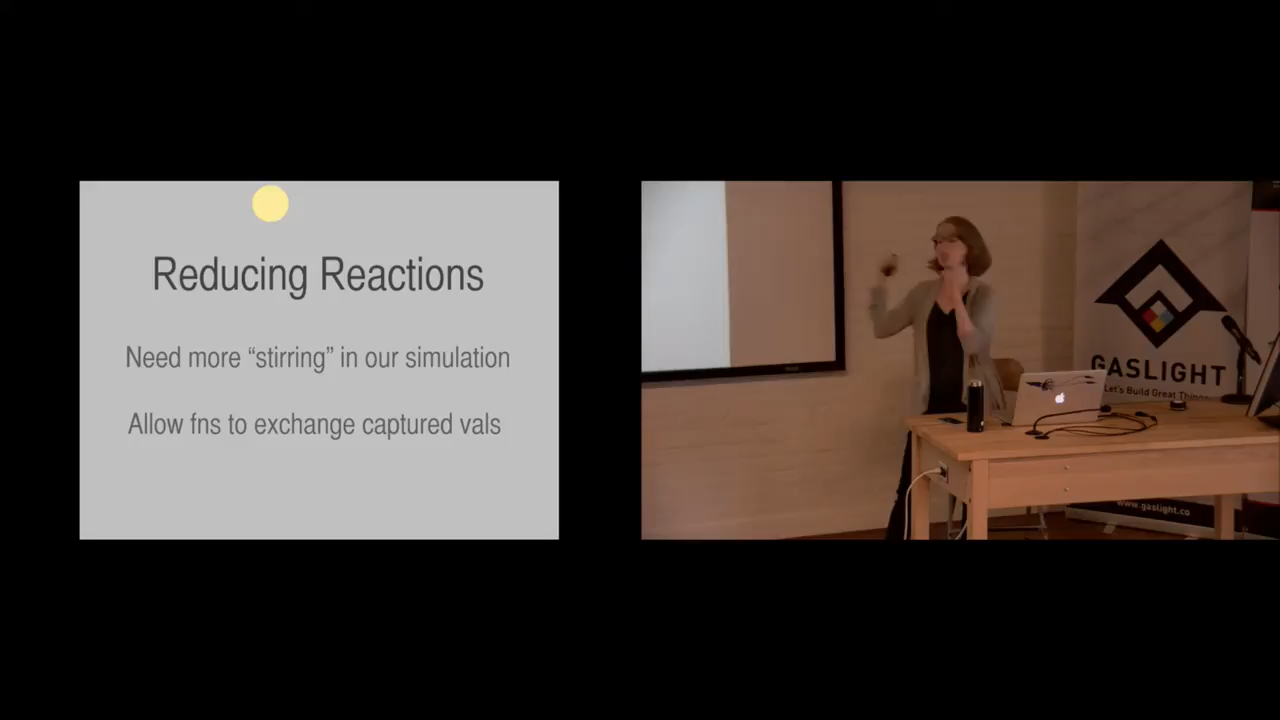 Reducing Reactions
Need more “stirring” in our simulation
Allow fns to exchange captured vals
GASLIGHT
Let's Build Great Things
www.gaslight.co